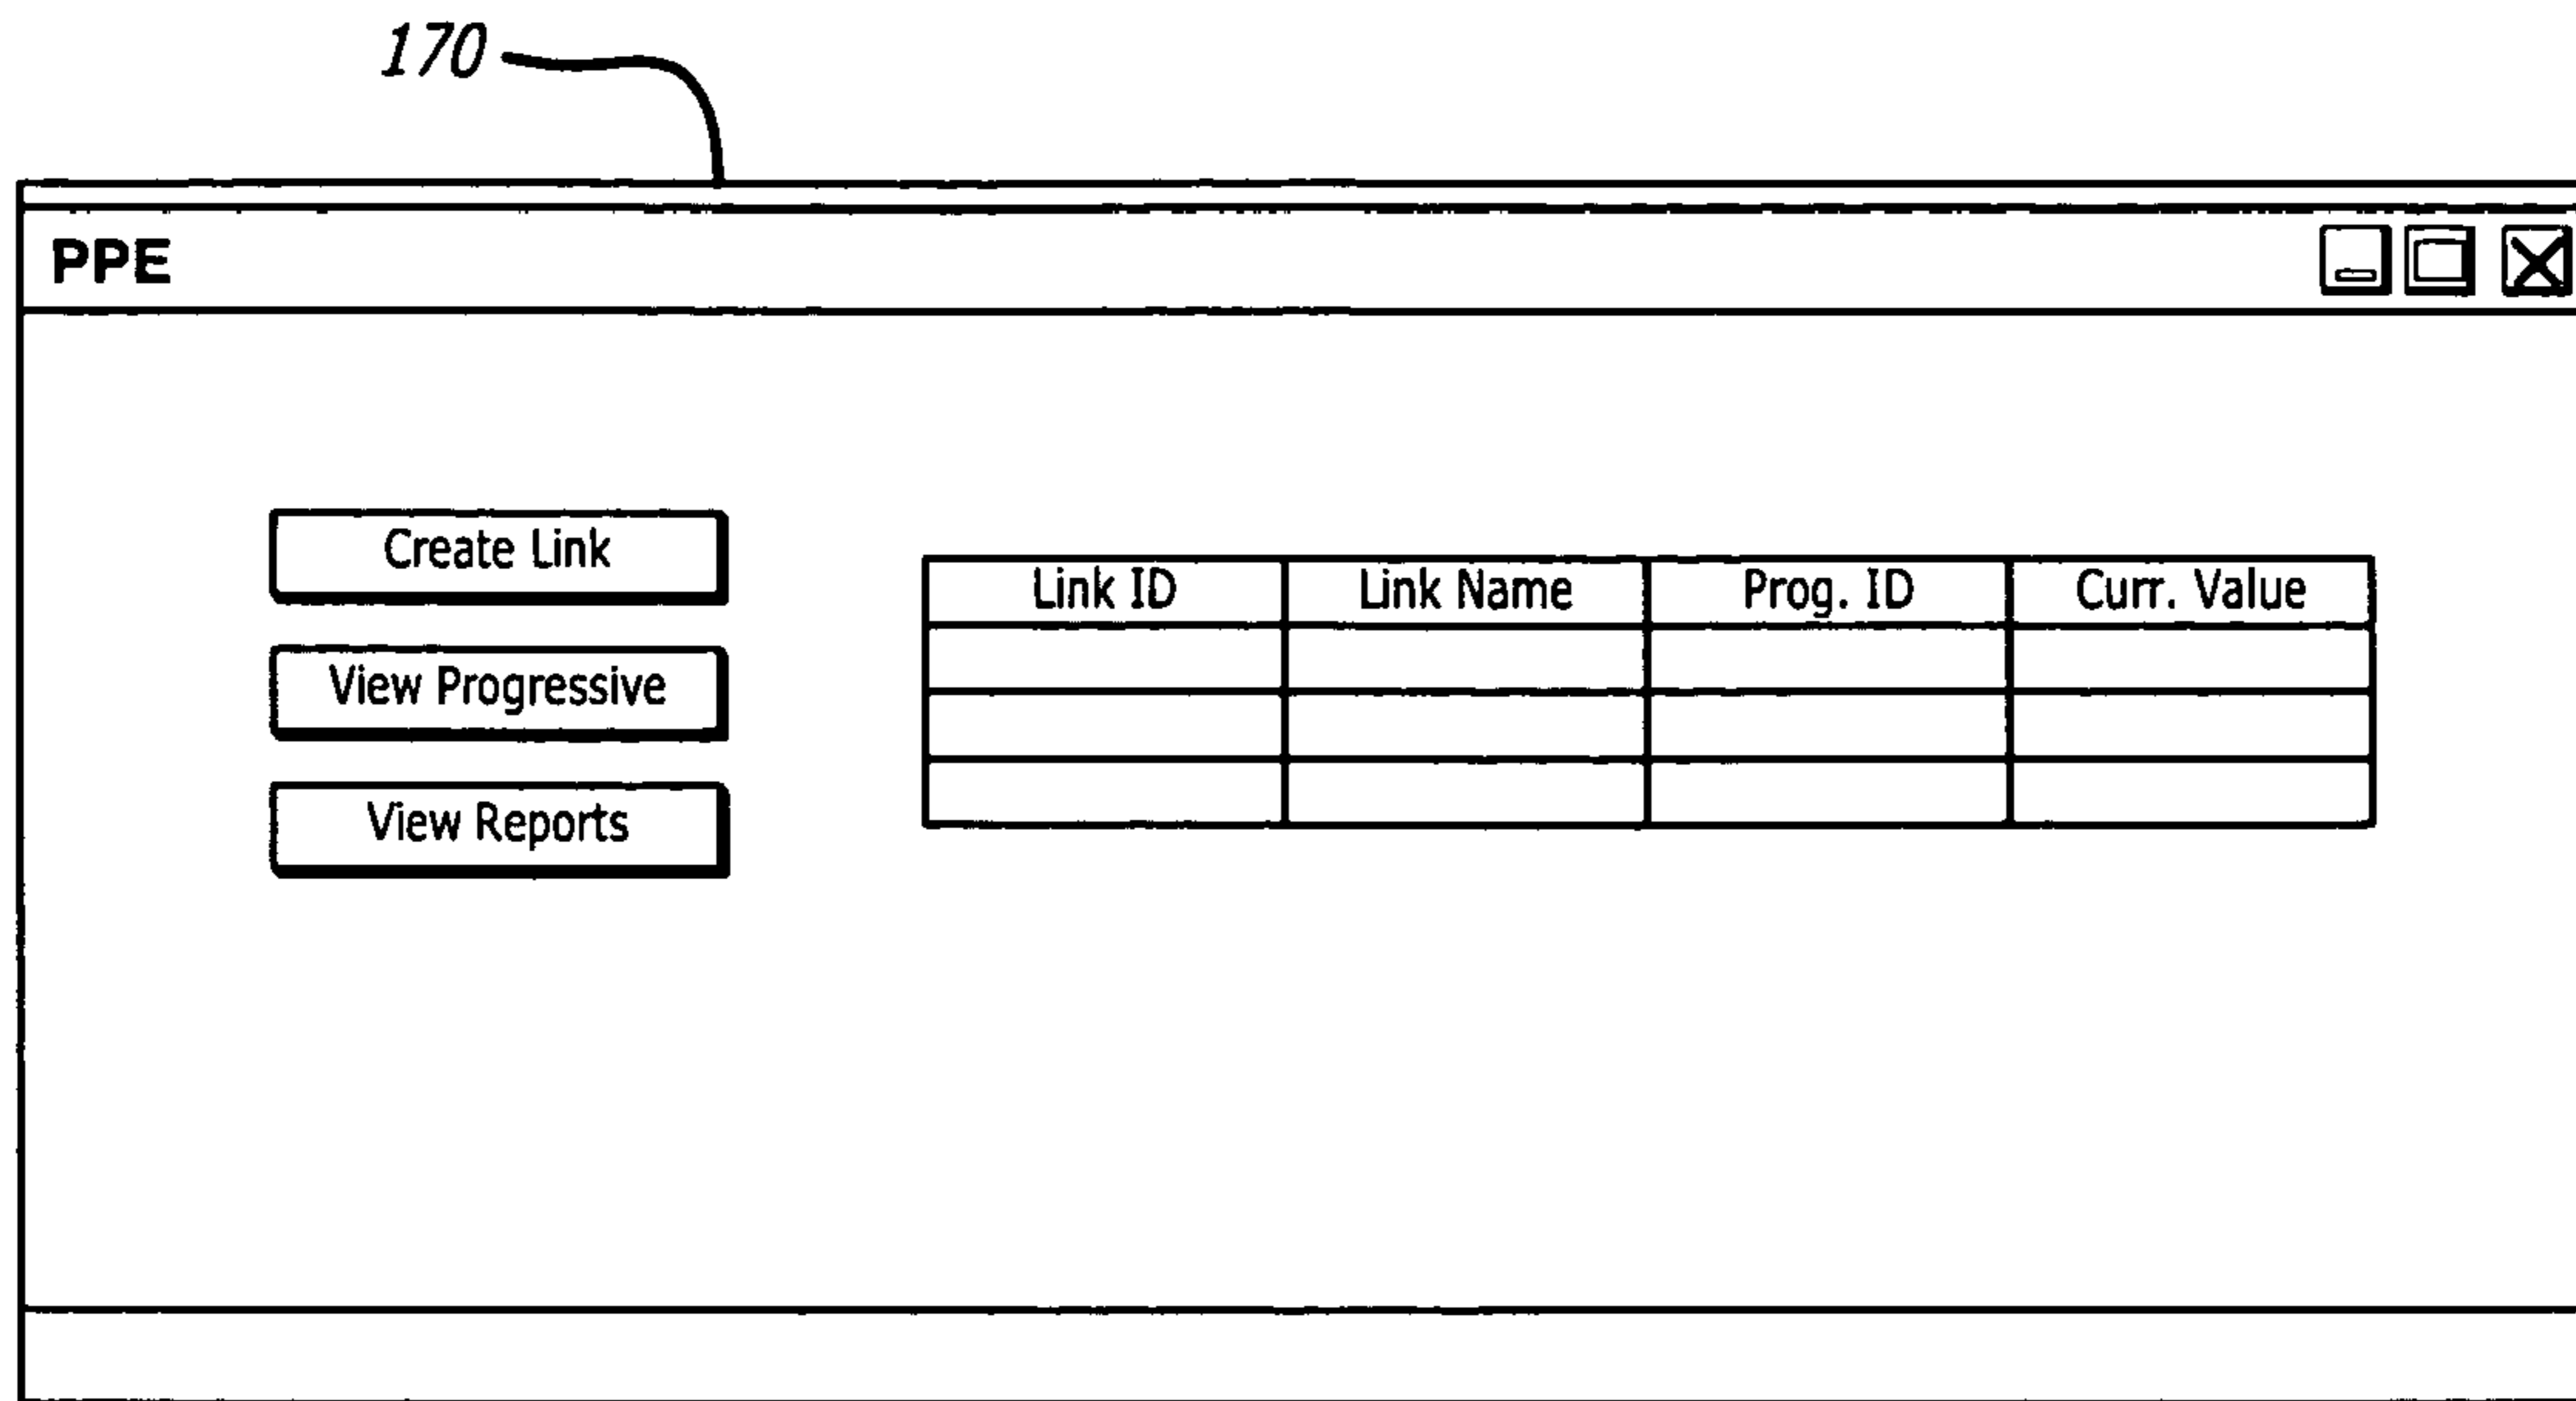 170
PPE
Create Link
View Progressive
View Reports
Link ID Link Name Prog. ID Curr. Value